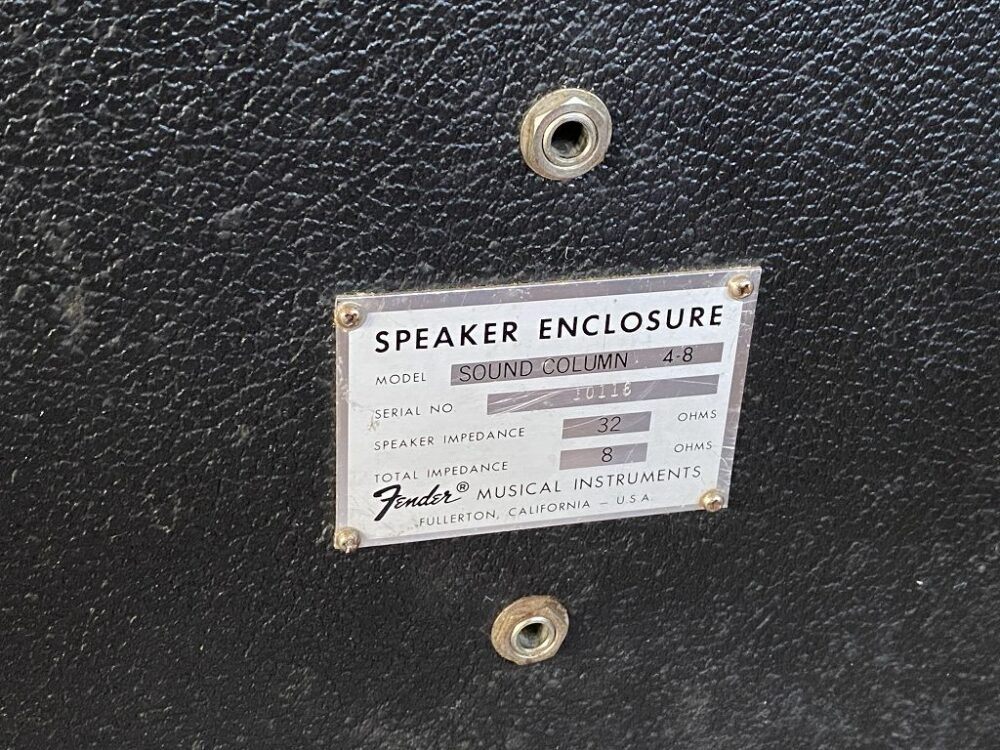 SPEAKER ENCLOSURE
MODEL SOUND COLUMN 4-8
SERIAL NO 10116
SPEAKER IMPEDANCE 32 OHMS
TOTAL IMPEDANCE 8 OHMS
Fender® MUSICAL INSTRUMENTS
FULLERTON, CALIFORNIA – U.S.A.